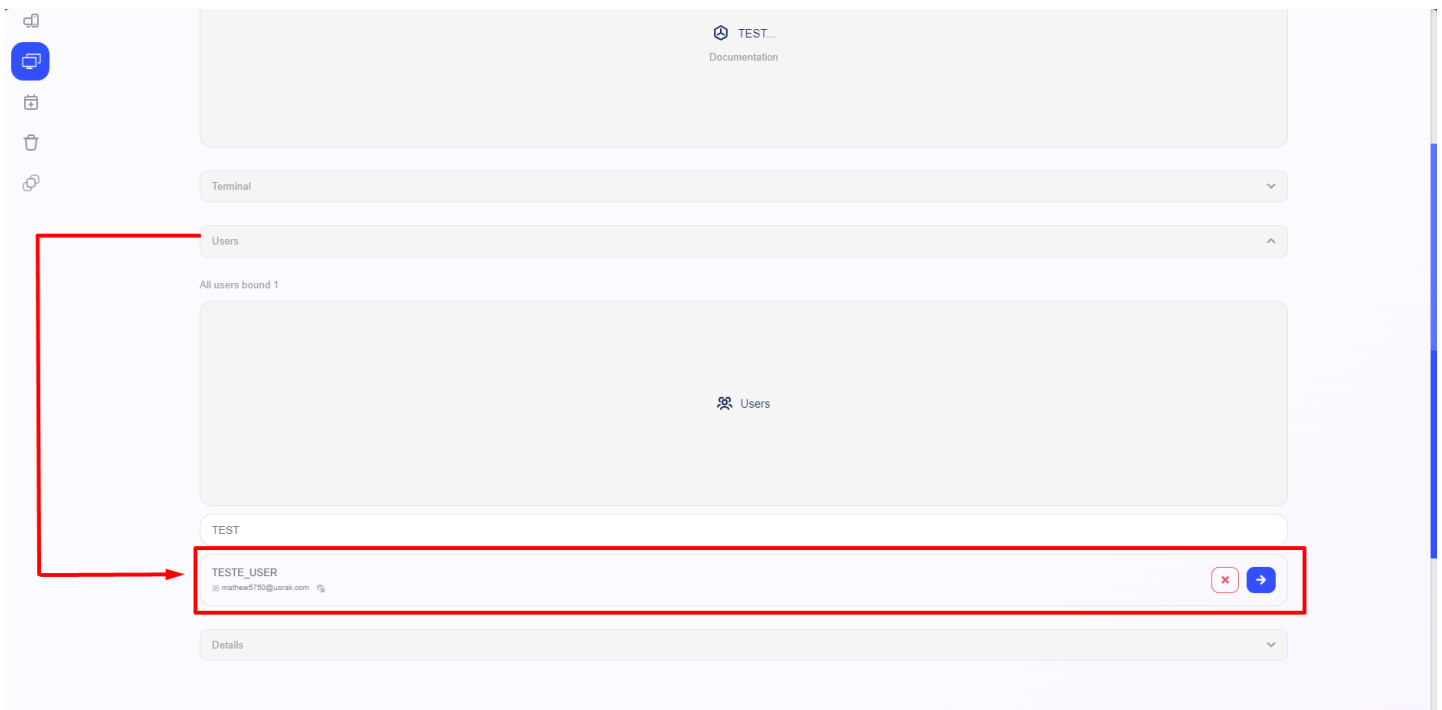 TEST...
Documentation
Terminal
Users
All users bound 1
Users
TEST
TESTE_USER
mathew5750@uorak.com
Details